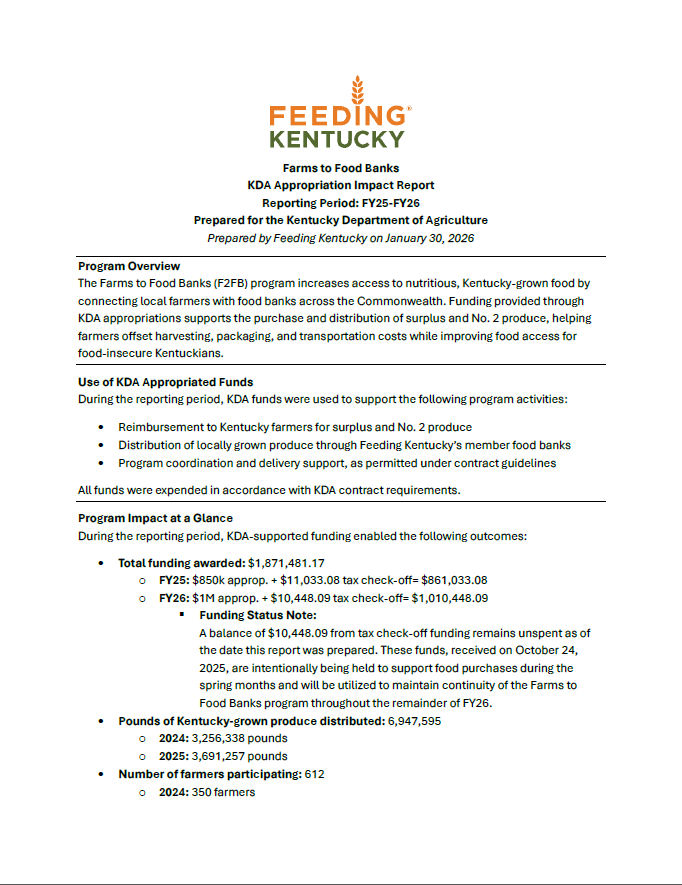 FEEDING®
KENTUCKY
Farms to Food Banks
KDA Appropriation Impact Report
Reporting Period: FY25-FY26
Prepared for the Kentucky Department of Agriculture
Prepared by Feeding Kentucky on January 30, 2026
Program Overview
The Farms to Food Banks (F2FB) program increases access to nutritious, Kentucky-grown food by
connecting local farmers with food banks across the Commonwealth. Funding provided through
KDA appropriations supports the purchase and distribution of surplus and No. 2 produce, helping
farmers offset harvesting, packaging, and transportation costs while improving food access for
food-insecure Kentuckians.
Use of KDA Appropriated Funds
During the reporting period, KDA funds were used to support the following program activities:
• Reimbursement to Kentucky farmers for surplus and No. 2 produce
• Distribution of locally grown produce through Feeding Kentucky's member food banks
• Program coordination and delivery support, as permitted under contract guidelines
All funds were expended in accordance with KDA contract requirements.
Program Impact at a Glance
During the reporting period, KDA-supported funding enabled the following outcomes:
• Total funding awarded: $1,871,481.17
o FY25: $850k approp. + $11,033.08 tax check-off= $861,033.08
o FY26: $1M approp. + $10,448.09 tax check-off= $1,010,448.09
▪ Funding Status Note:
A balance of $10,448.09 from tax check-off funding remains unspent as of
the date this report was prepared. These funds, received on October 24,
2025, are intentionally being held to support food purchases during the
spring months and will be utilized to maintain continuity of the Farms to
Food Banks program throughout the remainder of FY26.
• Pounds of Kentucky-grown produce distributed: 6,947,595
o 2024: 3,256,338 pounds
o 2025: 3,691,257 pounds
• Number of farmers participating: 612
o 2024: 350 farmers